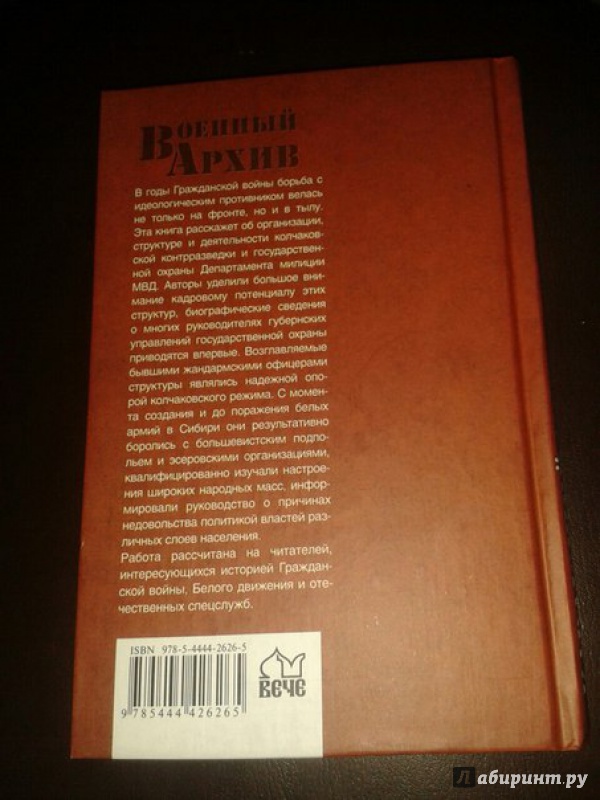 ВОЕННЫЙ
АРХИВ
В годы Гражданской войны борьба с
идеологическим противником велась
не только на фронте, но и в тылу.
Эта книга расскажет об организации,
структуре и деятельности колчаков-
ской контрразведки и государствен-
ной охраны Департамента милиции
МВД. Авторы уделили большое вни-
мание кадровому потенциалу этих
структур, биографические сведения
о многих руководителях губернских
управлений государственной охраны
приводятся впервые. Возглавляемые
бывшими жандармскими офицерами
структуры являлись надежной опо-
рой колчаковского режима. С момен-
та создания и до поражения белых
армий в Сибири они результативно
боролись с большевистским подпо-
льем и эсеровскими организациями,
квалифицированно изучали настрое-
ния широких народных масс, инфор-
мировали руководство о причинах
недовольства политикой властей раз-
личных слоев населения.
Работа рассчитана на читателей,
интересующихся историей Граждан-
ской войны, Белого движения и оте-
чественных спецслужб.
ISBN 978-5-4444-2626-5
ВЕЧЕ
9 785444 426265
Лабиринт.ру